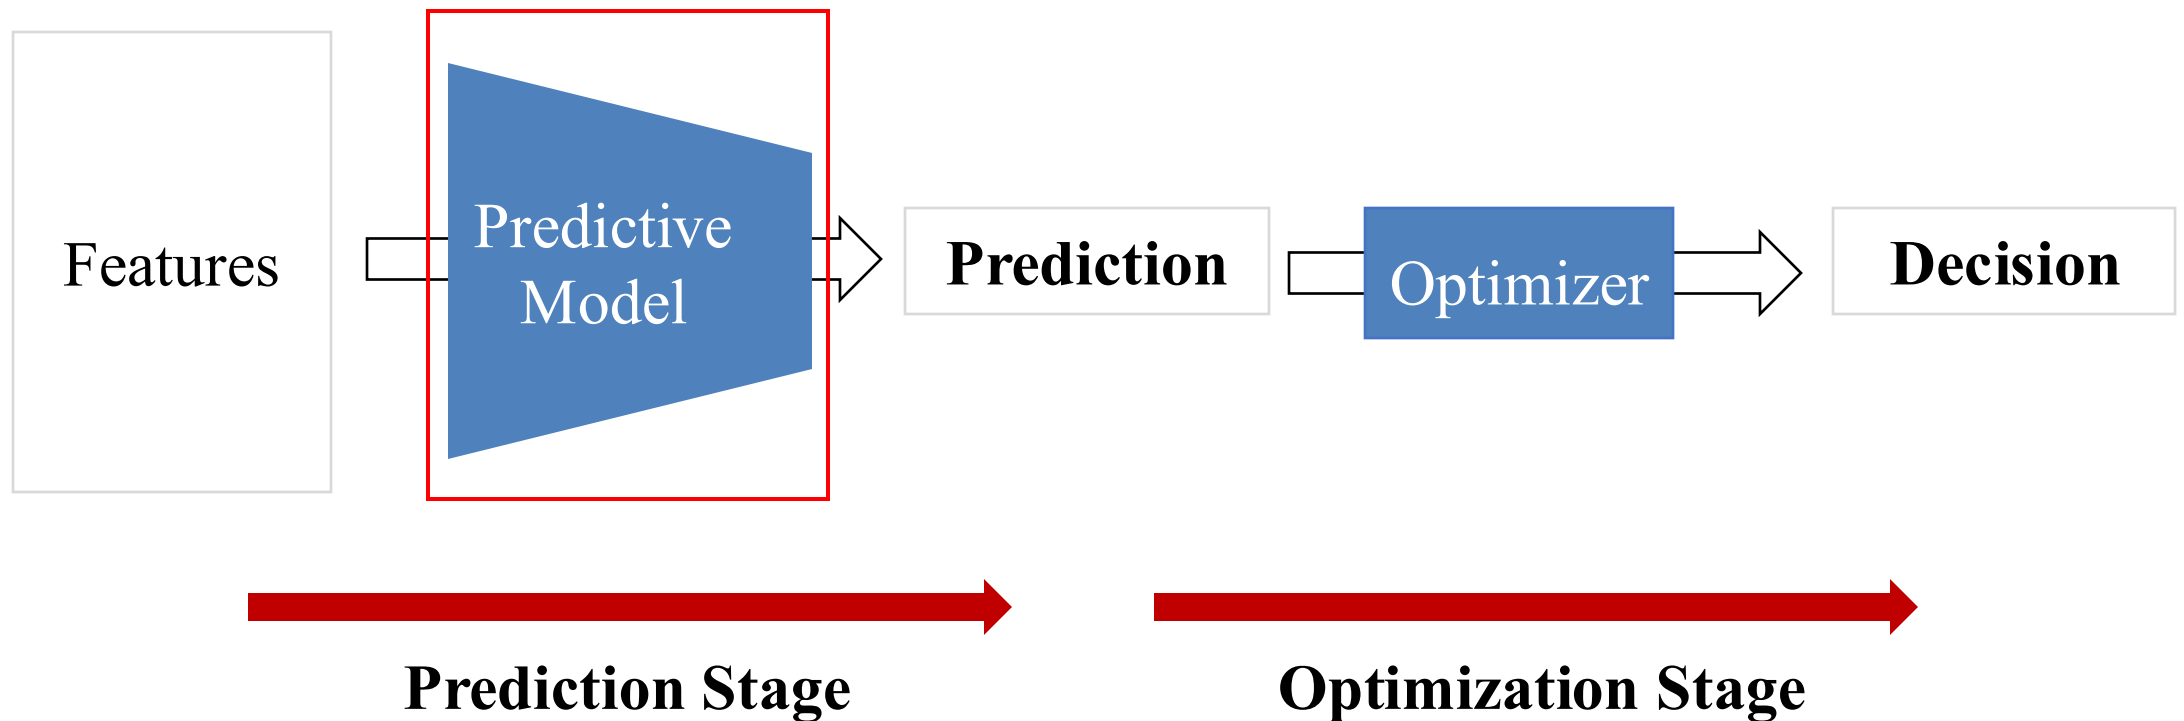 Features
Predictive
Model
Prediction
Optimizer
Decision
Prediction Stage
Optimization Stage